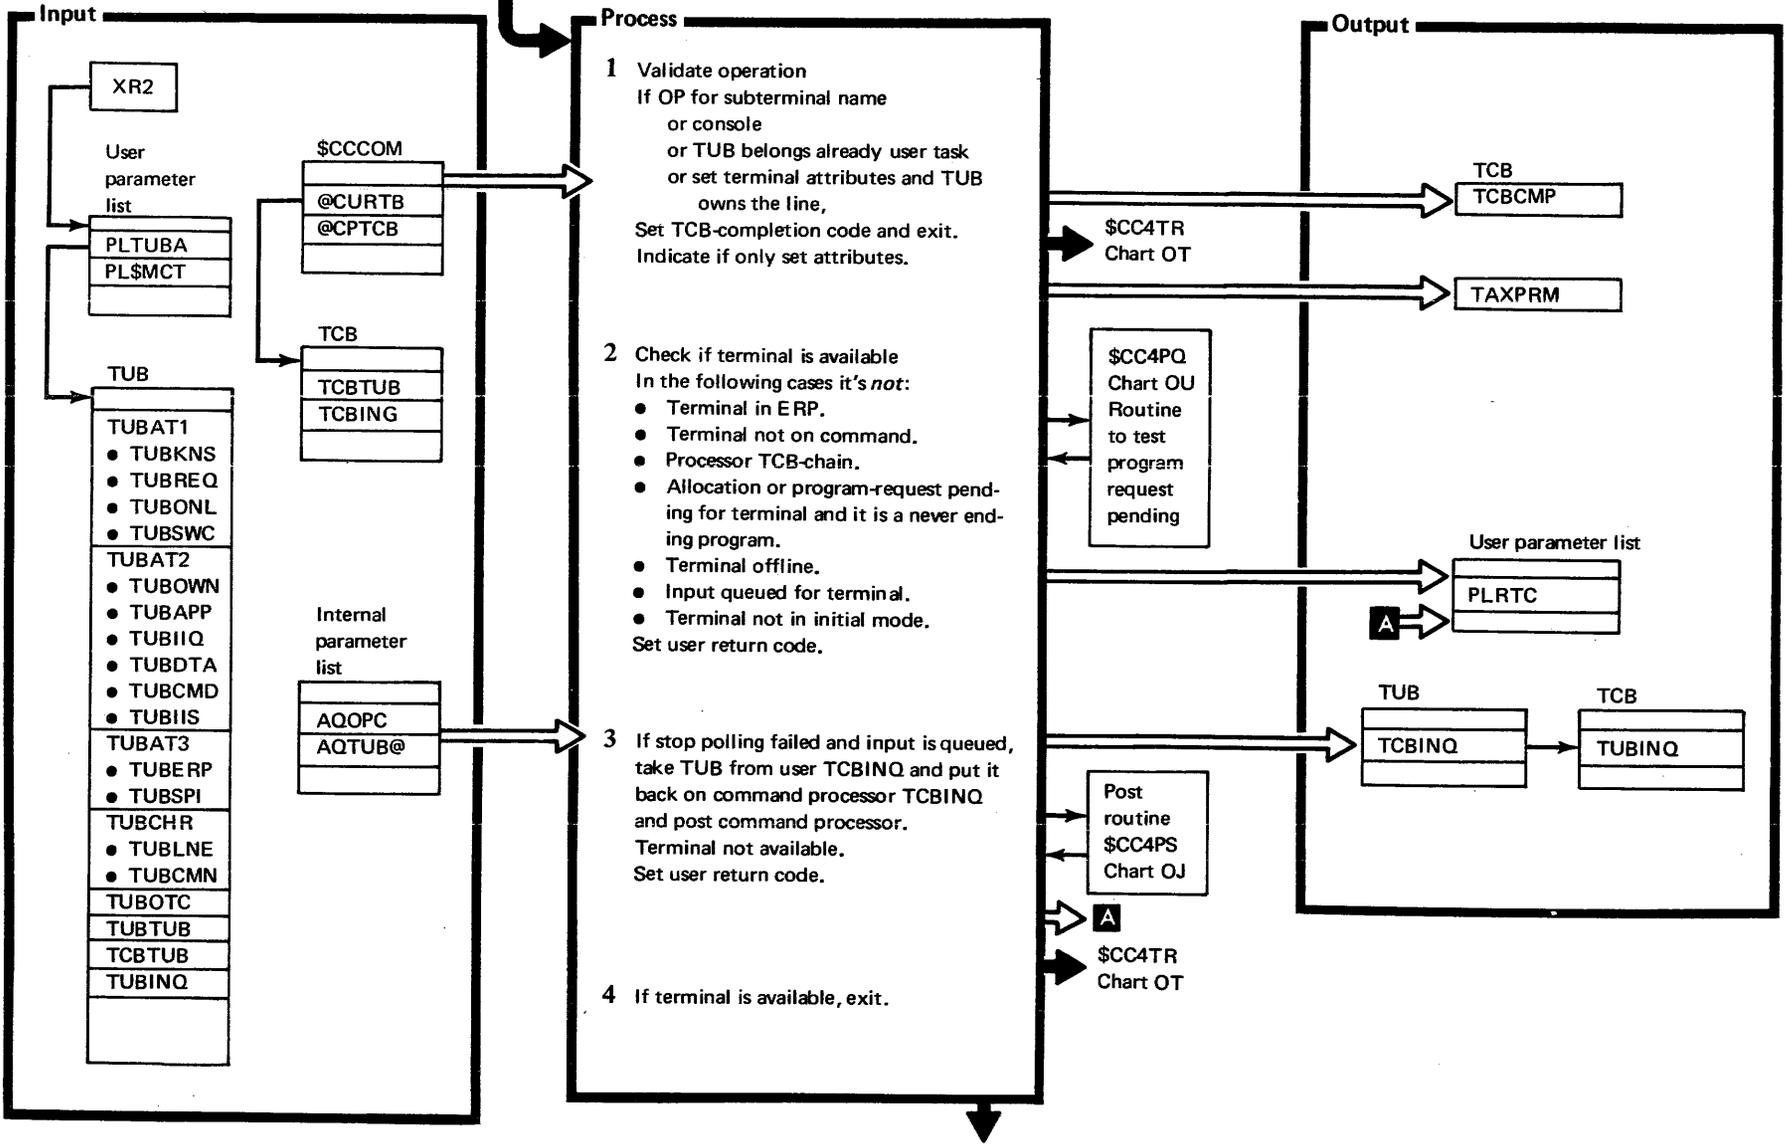 Input
XR2
User
parameter
list
PLTUBA
PL$MCT
TUB
TUBAT1
● TUBKNS
● TUBREQ
● TUBONL
● TUBSWC
TUBAT2
● TUBOWN
● TUBAPP
● TUBIIQ
● TUBDTA
● TUBCMD
● TUBIIS
TUBAT3
● TUBERP
● TUBSPI
TUBCHR
● TUBLNE
● TUBCMN
TUBOTC
TUBTUB
TCBTUB
TUBINQ
$CCCOM
@CURTB
@CPTCB
TCB
TCBTUB
TCBING
Internal
parameter
list
AQOPC
AQTUB@
Process
1 Validate operation
If OP for subterminal name
or console
or TUB belongs already user task
or set terminal attributes and TUB
owns the line,
Set TCB-completion code and exit.
Indicate if only set attributes.
2 Check if terminal is available
In the following cases it's not:
● Terminal in ERP.
● Terminal not on command.
● Processor TCB-chain.
● Allocation or program-request pend-
ing for terminal and it is a never end-
ing program.
● Terminal offline.
● Input queued for terminal.
● Terminal not in initial mode.
Set user return code.
3 If stop polling failed and input is queued,
take TUB from user TCBINQ and put it
back on command processor TCBINQ
and post command processor.
Terminal not available.
Set user return code.
4 If terminal is available, exit.
$CC4TR
Chart OT
$CC4PQ
Chart OU
Routine
to test
program
request
pending
Post
routine
$CC4PS
Chart OJ
A
$CC4TR
Chart OT
Output
TCB
TCBCMP
TAXPRM
User parameter list
PLRTC
A
TUB
TCBINQ
TCB
TUBINQ